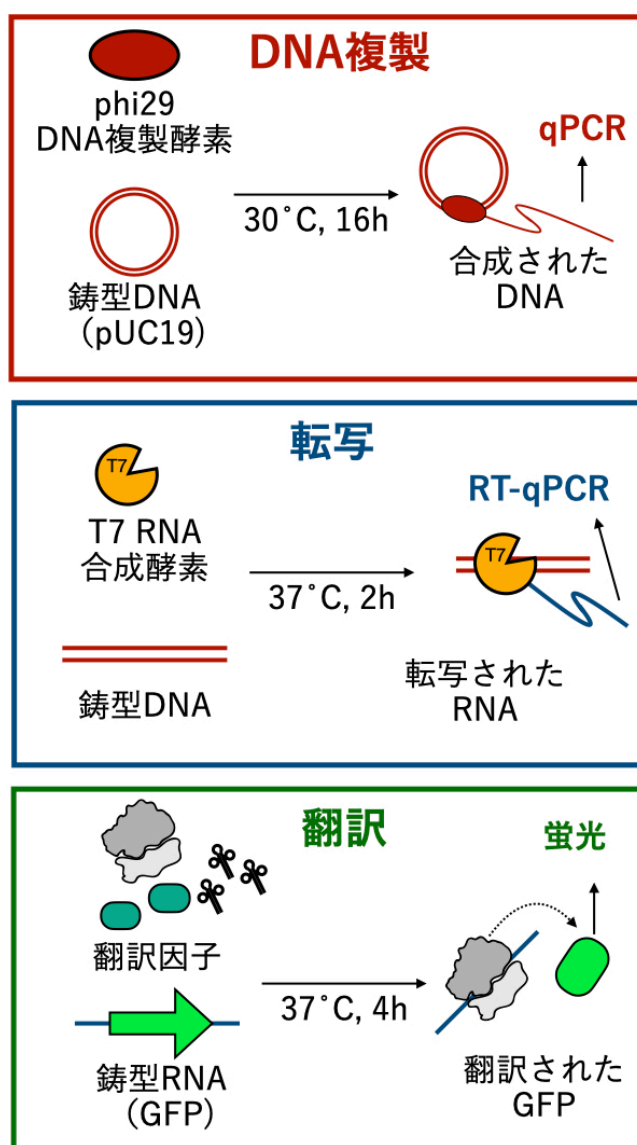 DNA複製
phi29
DNA複製酵素
qPCR
30˚C, 16h
鋳型DNA
（pUC19）
合成された
DNA
転写
T7
T7 RNA
合成酵素
RT-qPCR
T7
37˚C, 2h
鋳型DNA
転写された
RNA
翻訳
蛍光
翻訳因子
37˚C, 4h
鋳型RNA
（GFP）
翻訳された
GFP